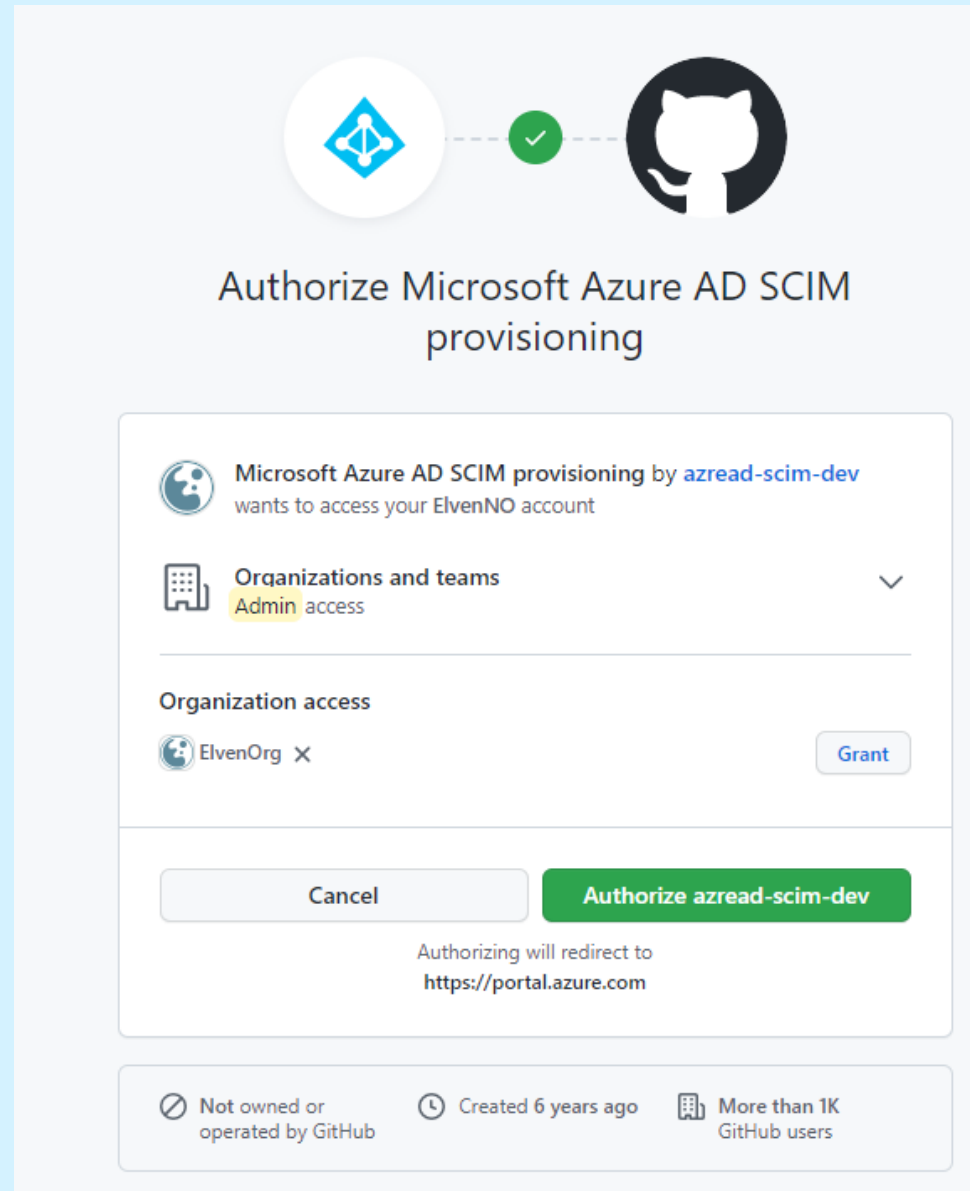 Authorize Microsoft Azure AD SCIM
provisioning
Microsoft Azure AD SCIM provisioning by azread-scim-dev
wants to access your ElvenNO account
Organizations and teams
Admin access
Organization access
ElvenOrg
Grant
Cancel
Authorize azread-scim-dev
Authorizing will redirect to
https://portal.azure.com
Not owned or
operated by GitHub
Created 6 years ago
More than 1K
GitHub users